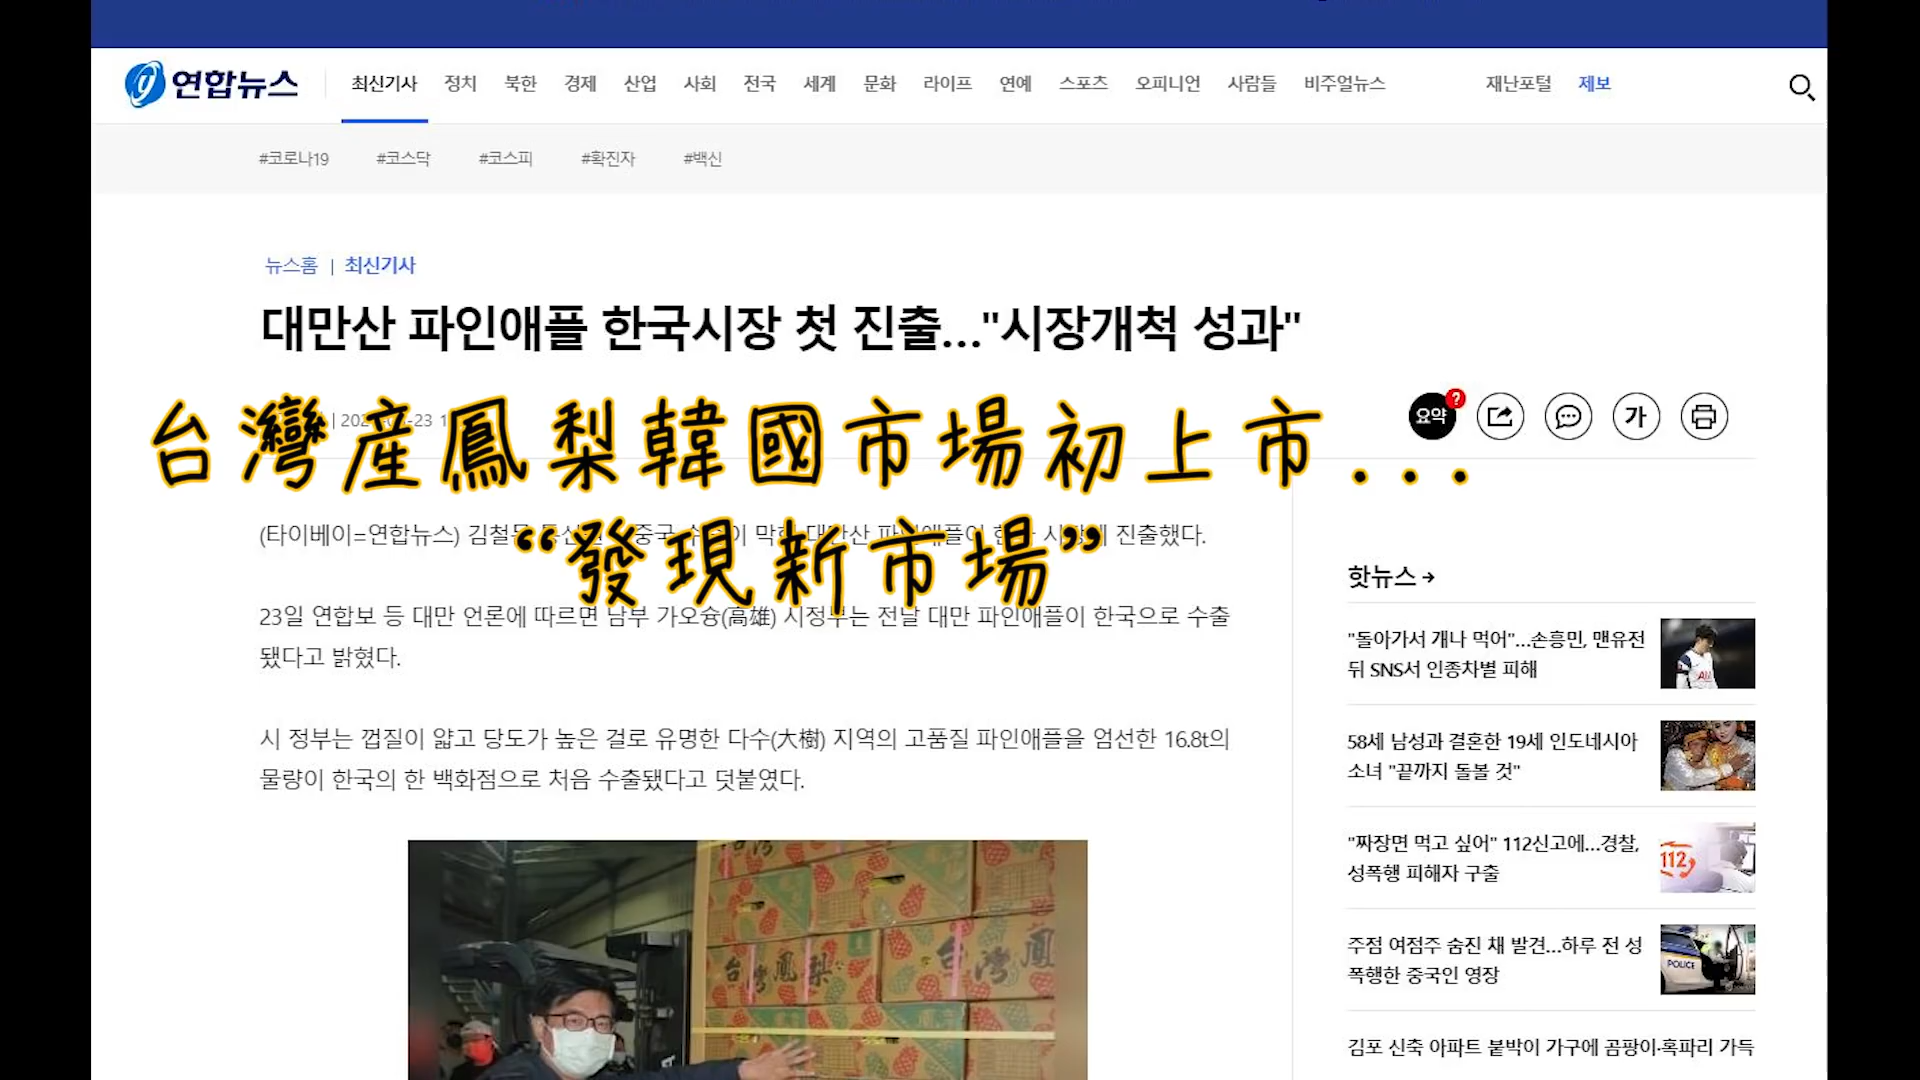 연합뉴스
최신기사 정치 북한 경제 산업 사회 전국 세계 문화 라이프 연예 스포츠 오피니언 사람들 비주얼뉴스 재난포털 제보
#코로나19 #코스닥 #코스피 #확진자 #백신
뉴스홈 | 최신기사
대만산 파인애플 한국시장 첫 진출..."시장개척 성과"
요약 ? 가
台灣産鳳梨韓國市場初上市...
“發現新市場”
(타이베이=연합뉴스) 김철문 대만산 진출했다.
23일 연합보 등 대만 언론에 따르면 남부 가오슝(高雄) 시정부는 전날 대만 파인애플이 한국으로 수출
됐다고 밝혔다.
시 정부는 껍질이 얇고 당도가 높은 걸로 유명한 다수(大樹) 지역의 고품질 파인애플을 엄선한 16.8t의
물량이 한국의 한 백화점으로 처음 수출됐다고 덧붙였다.
台灣
台灣鳳梨
台灣鳳
핫뉴스
"돌아가서 개나 먹어"...손흥민, 맨유전
뒤 SNS서 인종차별 피해
58세 남성과 결혼한 19세 인도네시아
소녀 "끝까지 돌볼 것"
"짜장면 먹고 싶어" 112신고에...경찰,
성폭행 피해자 구출
112
주점 여점주 숨진 채 발견...하루 전 성
폭행한 중국인 영장
POLICE
김포 신축 아파트 붙박이 가구에 곰팡이·혹파리 가득